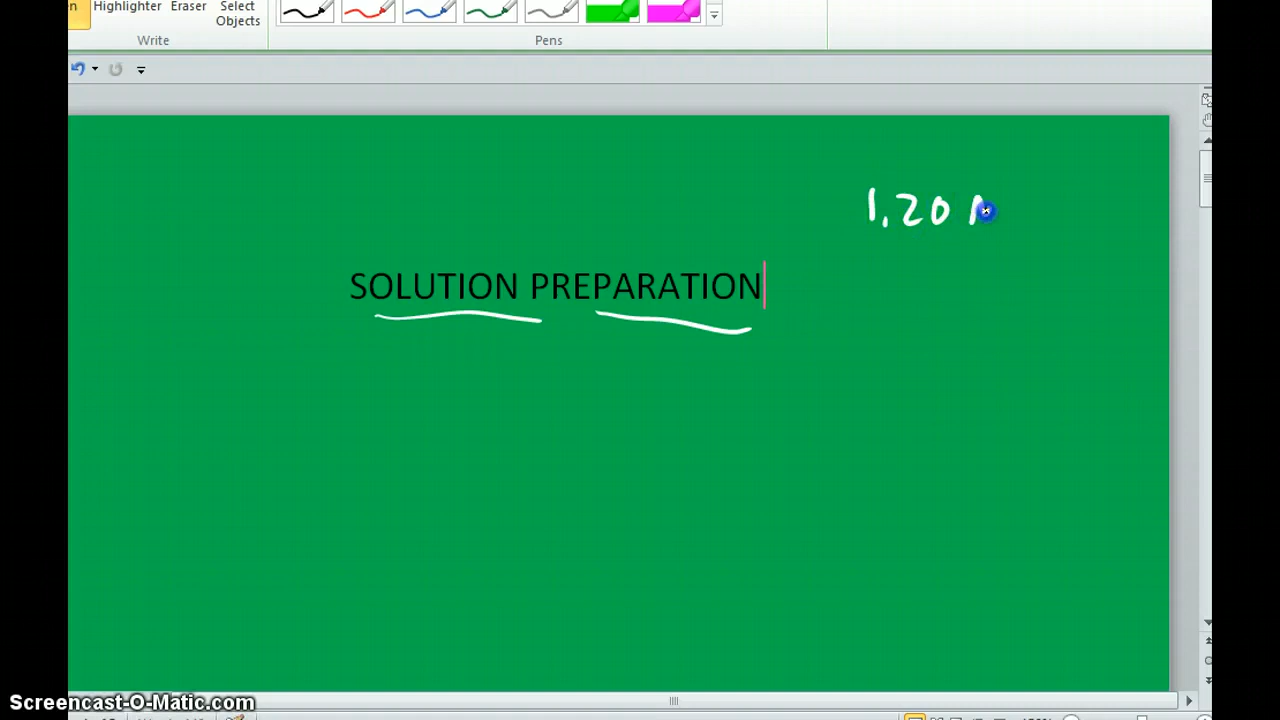 Highlighter Eraser Select
Objects
Write
Pens
1.20
SOLUTION PREPARATION
Screencast-O-Matic.com